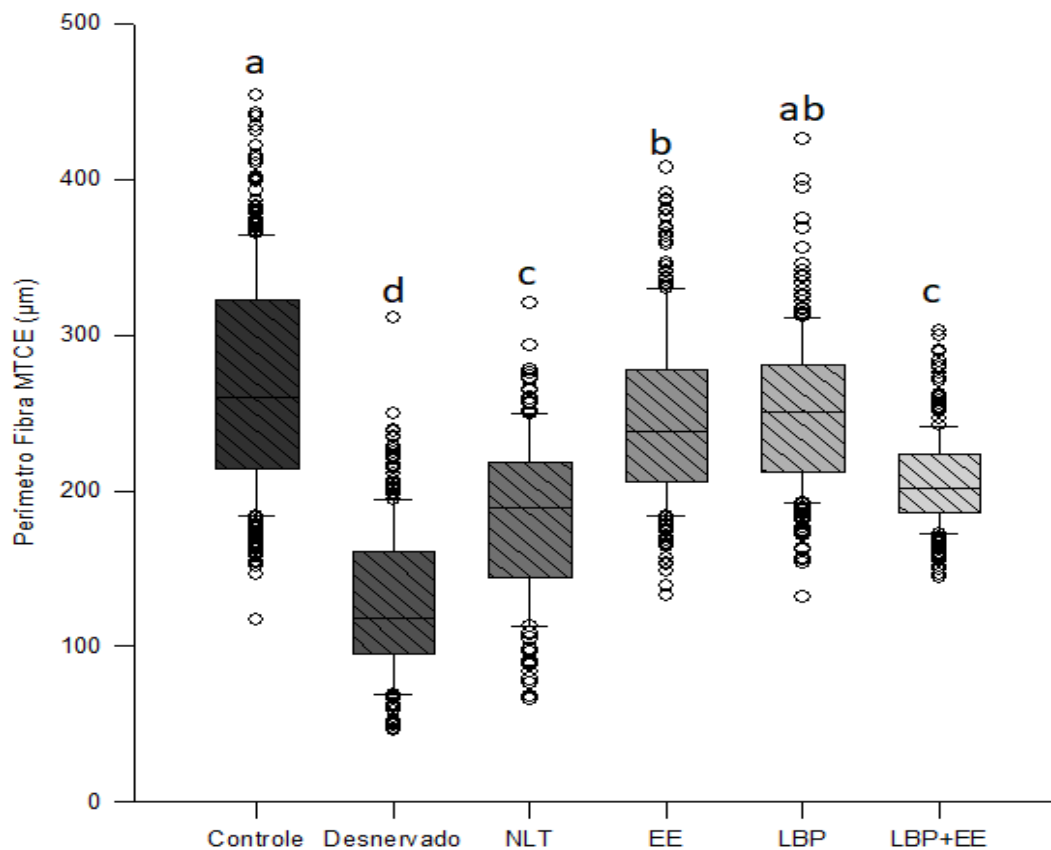 500
400
300
200
100
0
Perímetro Fibra MTCE (µm)
a
d
c
b
ab
c
Controle Desnervado NLT EE LBP LBP+EE